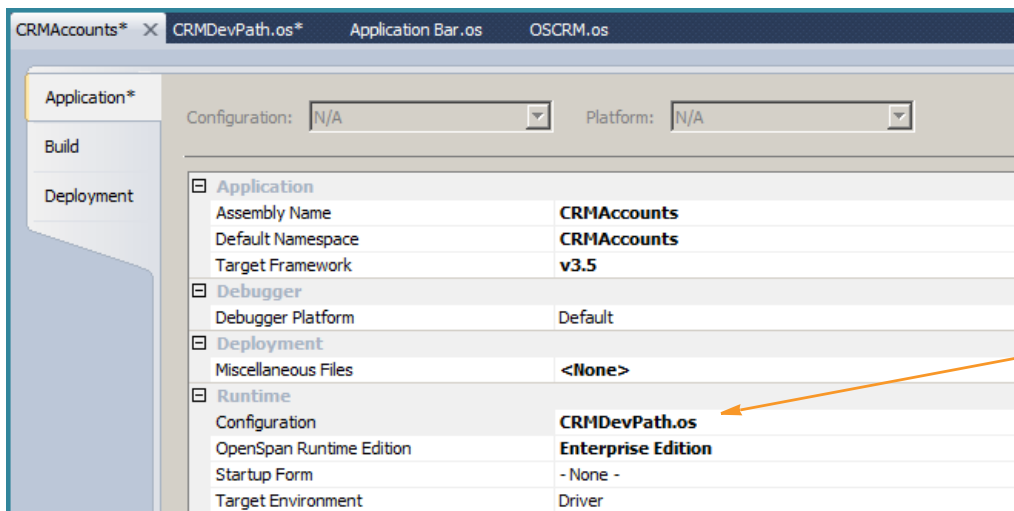 CRMAccounts* CRMDevPath.os* Application Bar.os OSCRM.os
Application*
Build
Deployment
Configuration: N/A Platform: N/A
Application
Assembly Name CRMAccounts
Default Namespace CRMAccounts
Target Framework v3.5
Debugger
Debugger Platform Default
Deployment
Miscellaneous Files <None>
Runtime
Configuration CRMDevPath.os
OpenSpan Runtime Edition Enterprise Edition
Startup Form - None -
Target Environment Driver